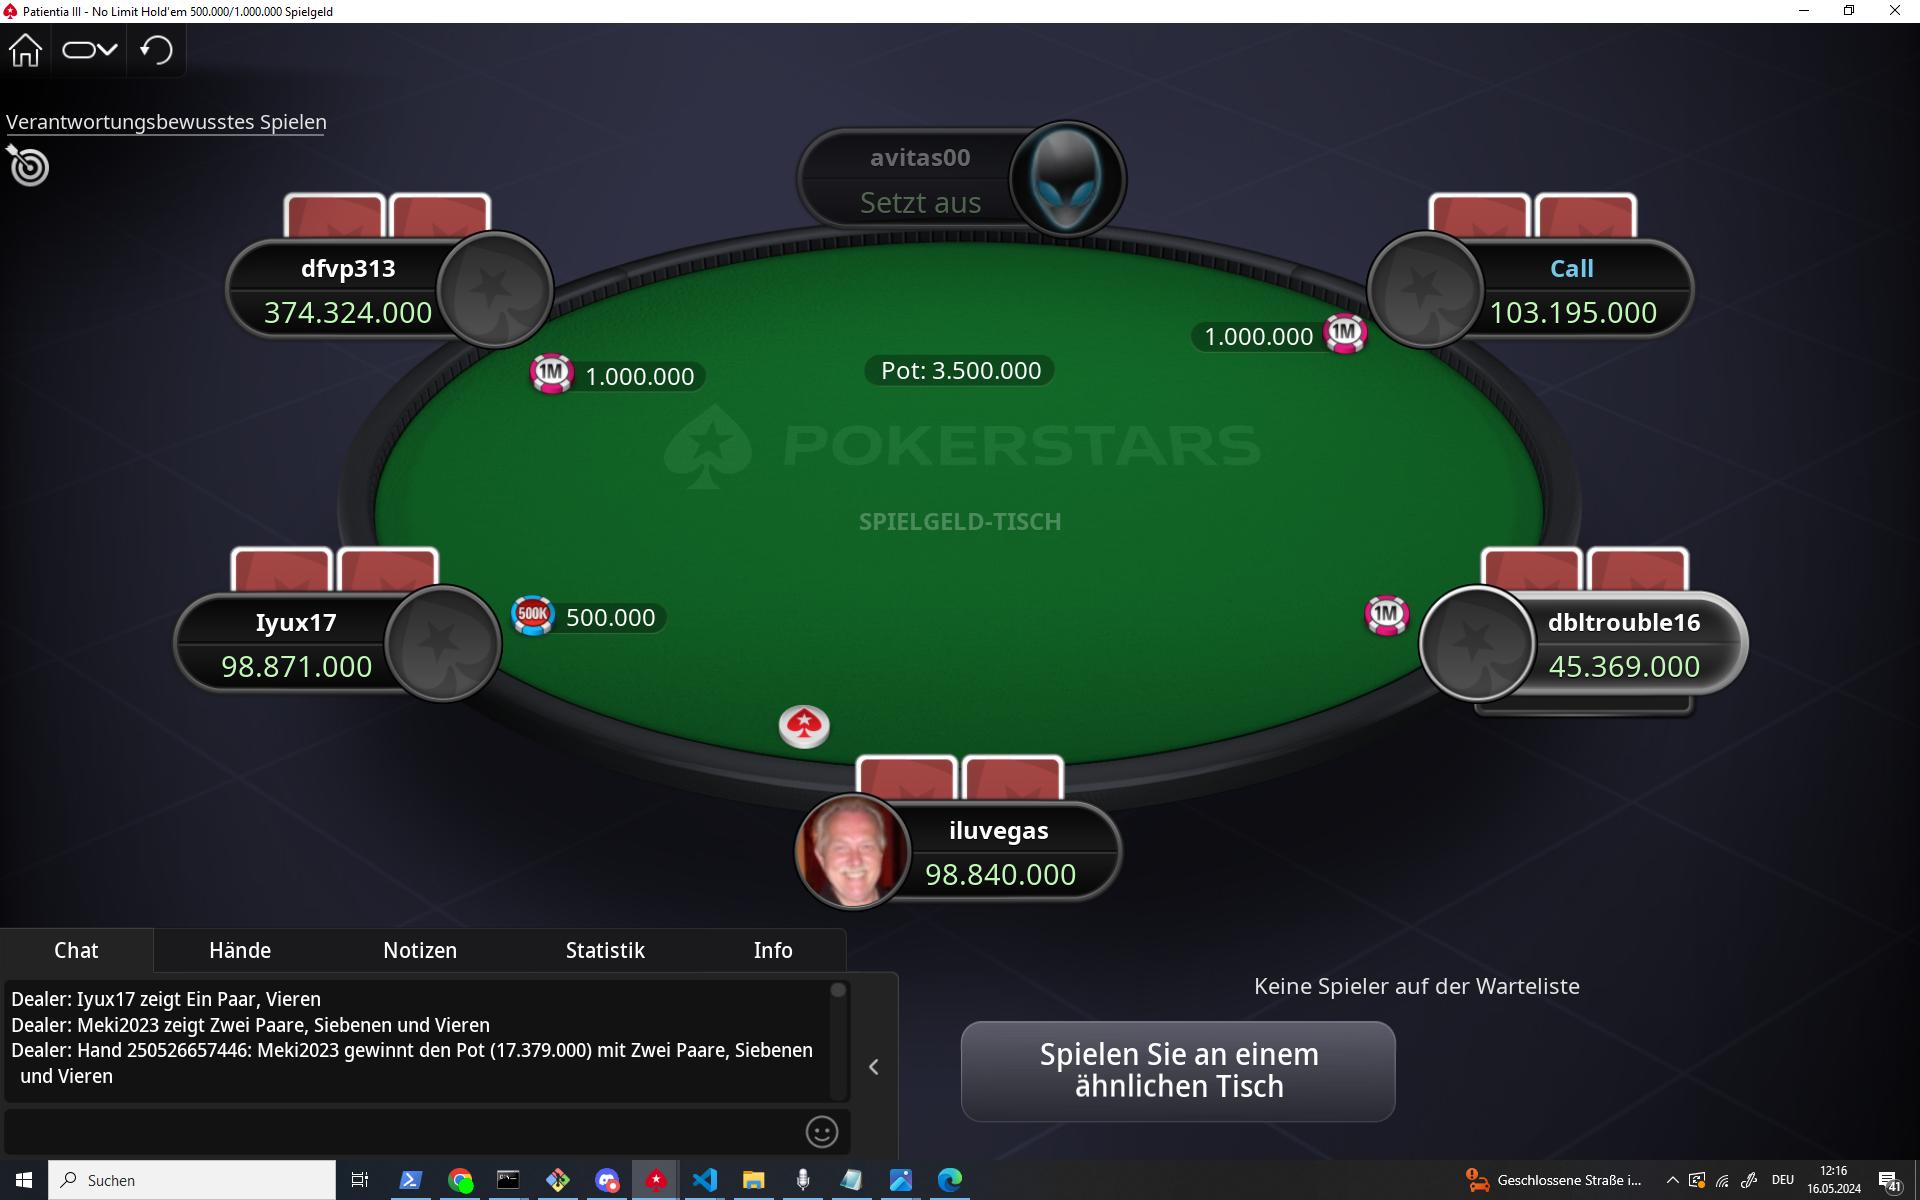 Patientia III - No Limit Hold'em 500.000/1.000.000 Spielgeld
Verantwortungsbewusstes Spielen
avitas00
Setzt aus
dfvp313
374.324.000
Call
103.195.000
1.000.000
1M
1M
1.000.000
Pot: 3.500.000
POKERSTARS
SPIELGELD-TISCH
Iyux17
98.871.000
500K
500.000
1M
dbltrouble16
45.369.000
iluvegas
98.840.000
Chat
Hände
Notizen
Statistik
Info
Dealer: Iyux17 zeigt Ein Paar, Vieren
Dealer: Meki2023 zeigt Zwei Paare, Siebenen und Vieren
Dealer: Hand 250526657446: Meki2023 gewinnt den Pot (17.379.000) mit Zwei Paare, Siebenen
und Vieren
Keine Spieler auf der Warteliste
Spielen Sie an einem
ähnlichen Tisch
Suchen
Geschlossene Straße i...
DEU
12:16
16.05.2024
41